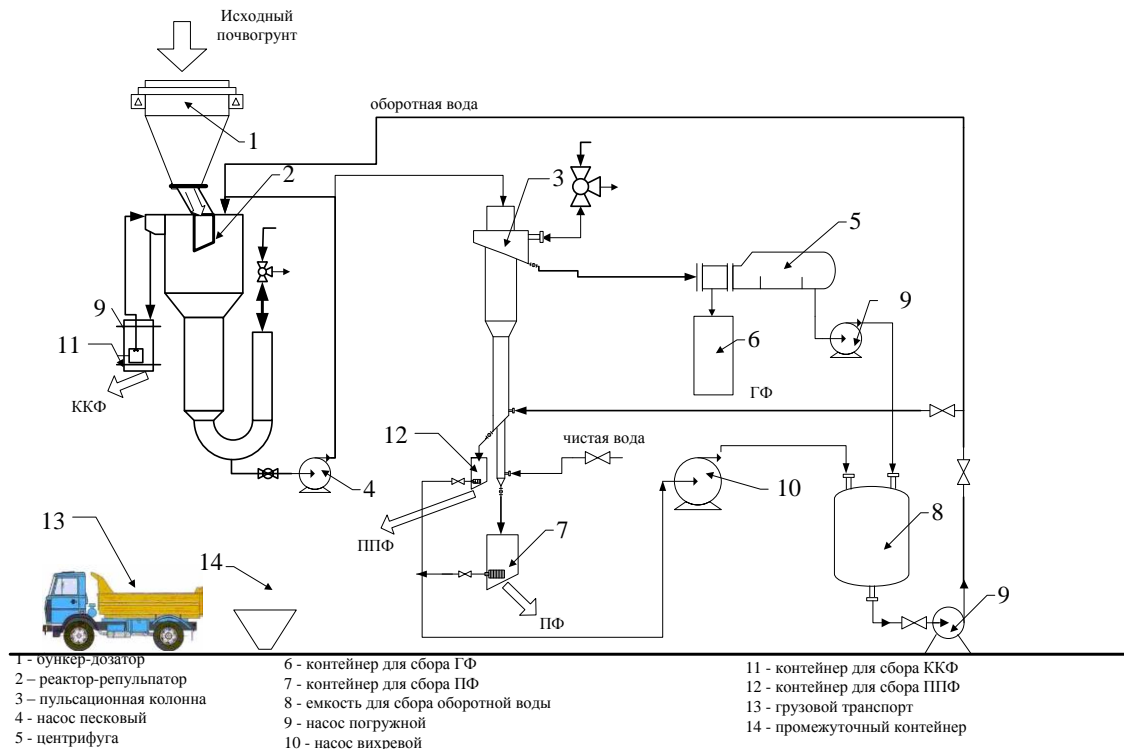 Исходный
почвогрунт
оборотная вода
1
2
3
5
9
6
ГФ
9
11
ККФ
4
12
чистая вода
10
8
ППФ
7
ПФ
9
13
14
1 - бункер-дозатор
2 – реактор-репульпатор
3 – пульсационная колонна
4 - насос песковый
5 - центрифуга
6 - контейнер для сбора ГФ
7 - контейнер для сбора ПФ
8 - емкость для сбора оборотной воды
9 - насос погружной
10 - насос вихревой
11 - контейнер для сбора ККФ
12 - контейнер для сбора ППФ
13 - грузовой транспорт
14 - промежуточный контейнер